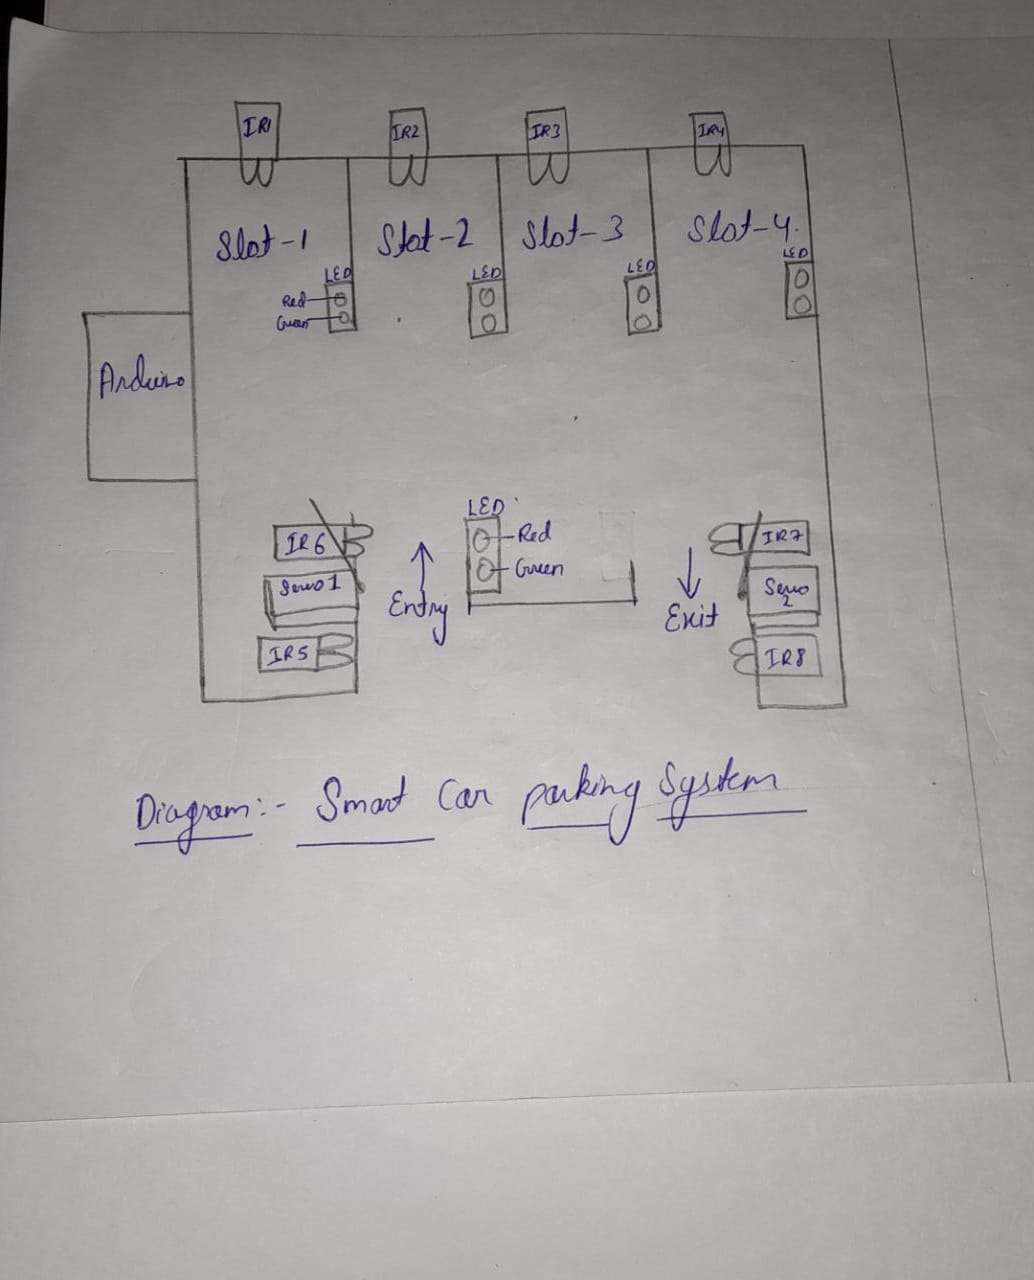 IR1 IR2 IR3 IR4
Slot-1 Slot-2 Slot-3 Slot-4.
LED LED LED LED
Red
Green
Arduino
LED
IR6 Red IR7
Servo 1 Green Servo 2
Entry Exit
IR5 IR8
Diagram:- Smart Car parking System